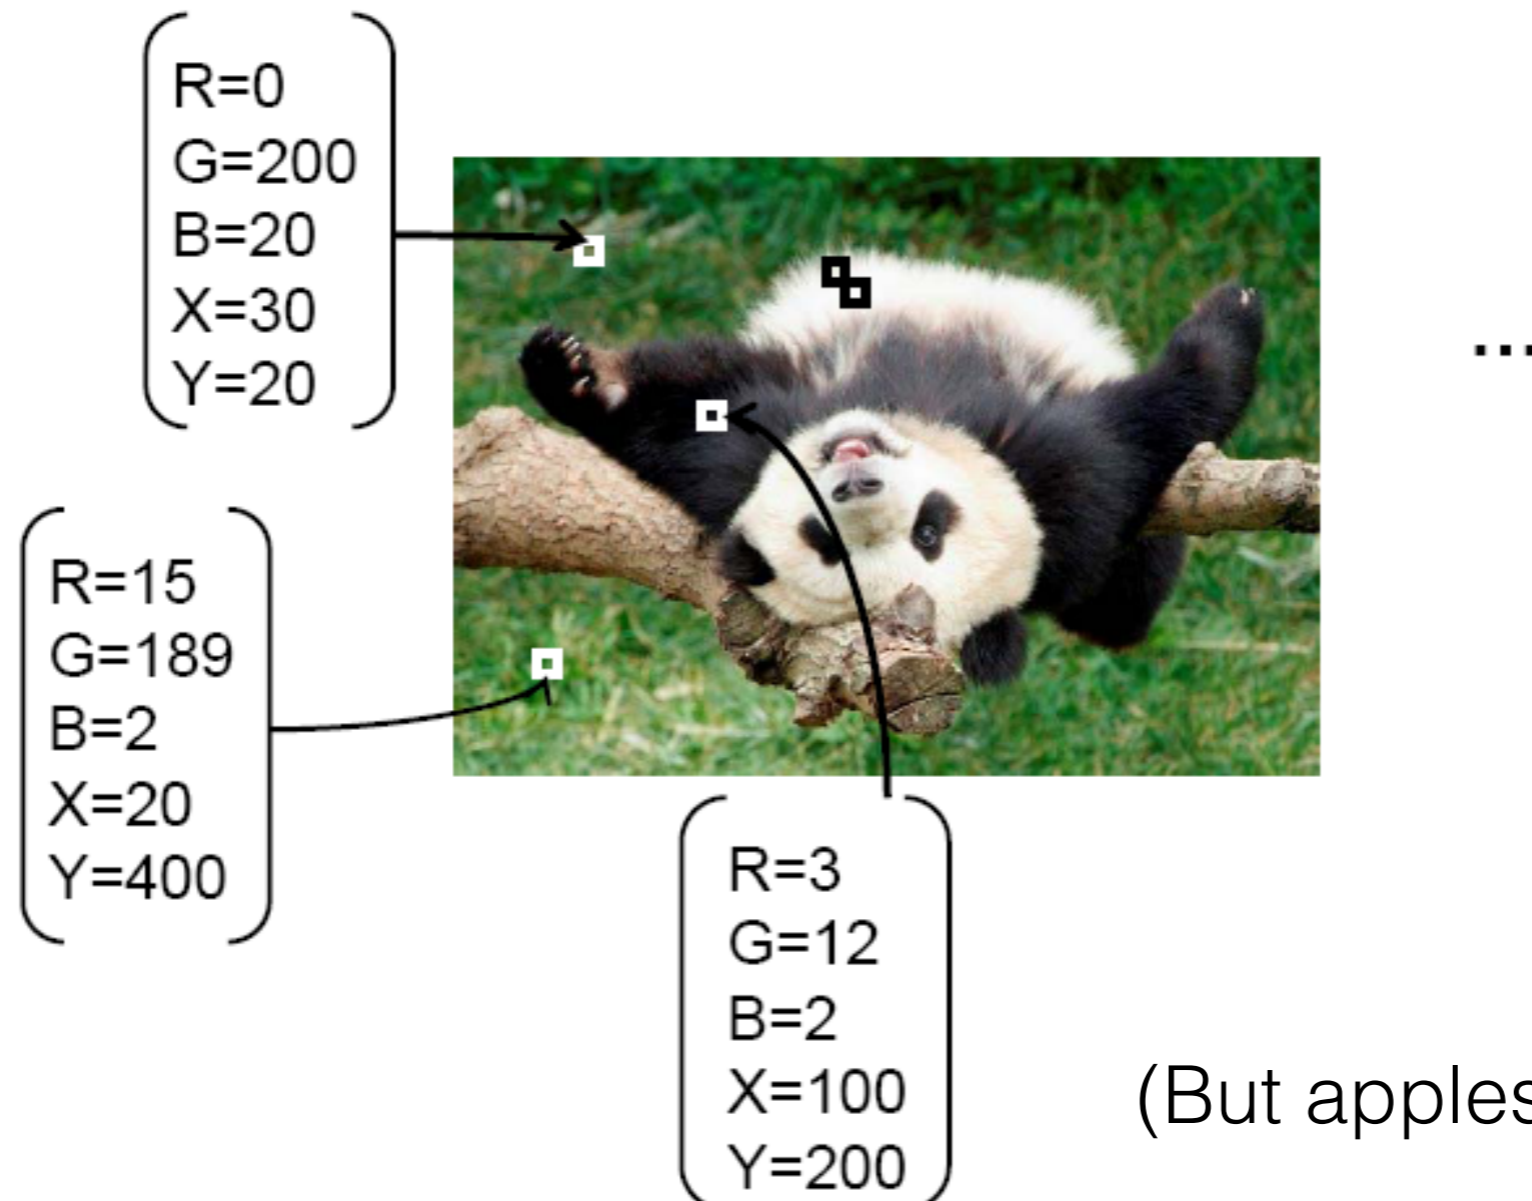 R=0
G=200
B=20
X=30
Y=20
...
R=15
G=189
B=2
X=20
Y=400
R=3
G=12
B=2
X=100
Y=200
(But apples